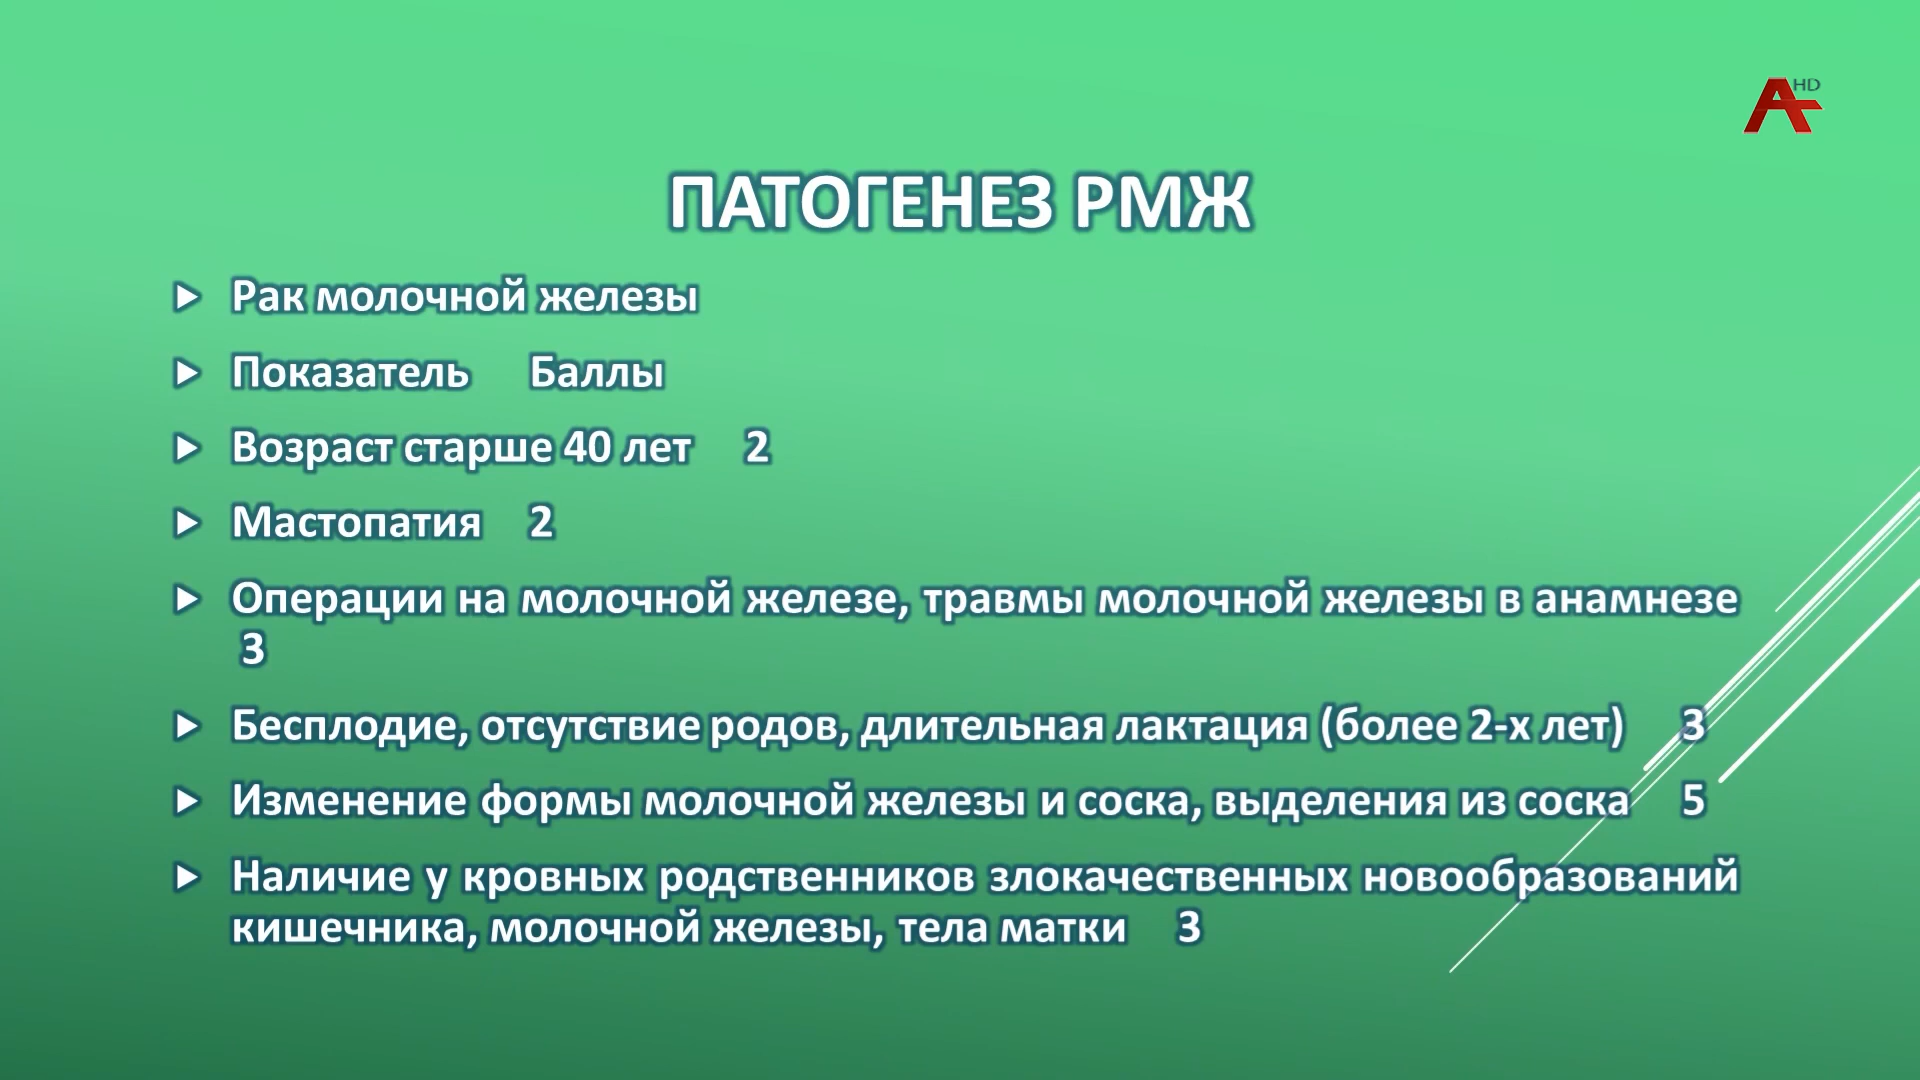 HD
ПАТОГЕНЕЗ РМЖ
Рак молочной железы
Показатель Баллы
Возраст старше 40 лет 2
Мастопатия 2
Операции на молочной железе, травмы молочной железы в анамнезе
3
Бесплодие, отсутствие родов, длительная лактация (более 2-х лет) 3
Изменение формы молочной железы и соска, выделения из соска 5
Наличие у кровных родственников злокачественных новообразований
кишечника, молочной железы, тела матки 3